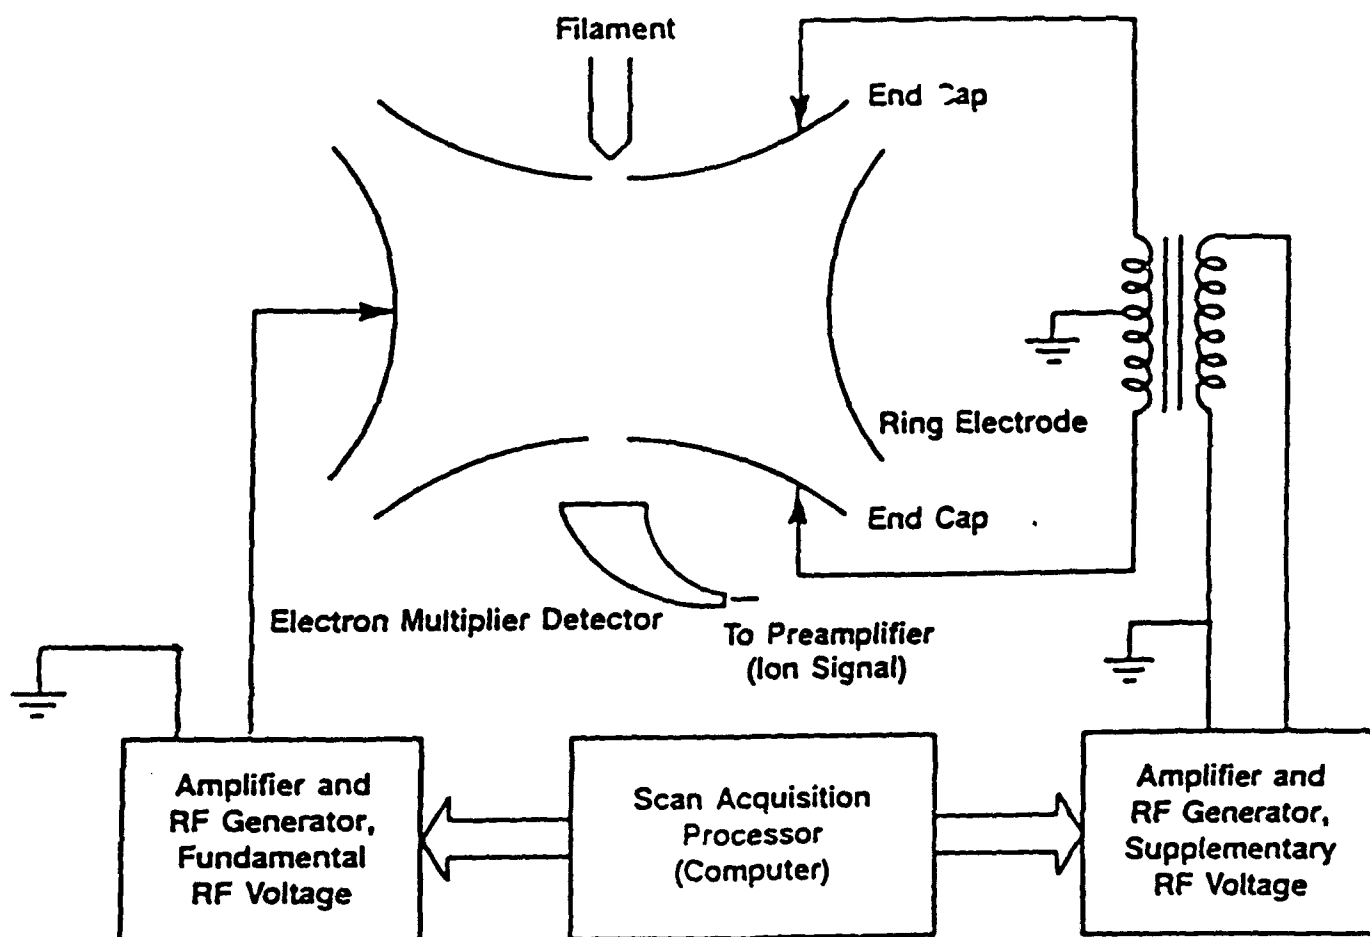 Filament
End Cap
Ring Electrode
End Cap
Electron Multiplier Detector
To Preamplifier
(Ion Signal)
Amplifier and
RF Generator,
Fundamental
RF Voltage
Scan Acquisition
Processor
(Computer)
Amplifier and
RF Generator,
Supplementary
RF Voltage